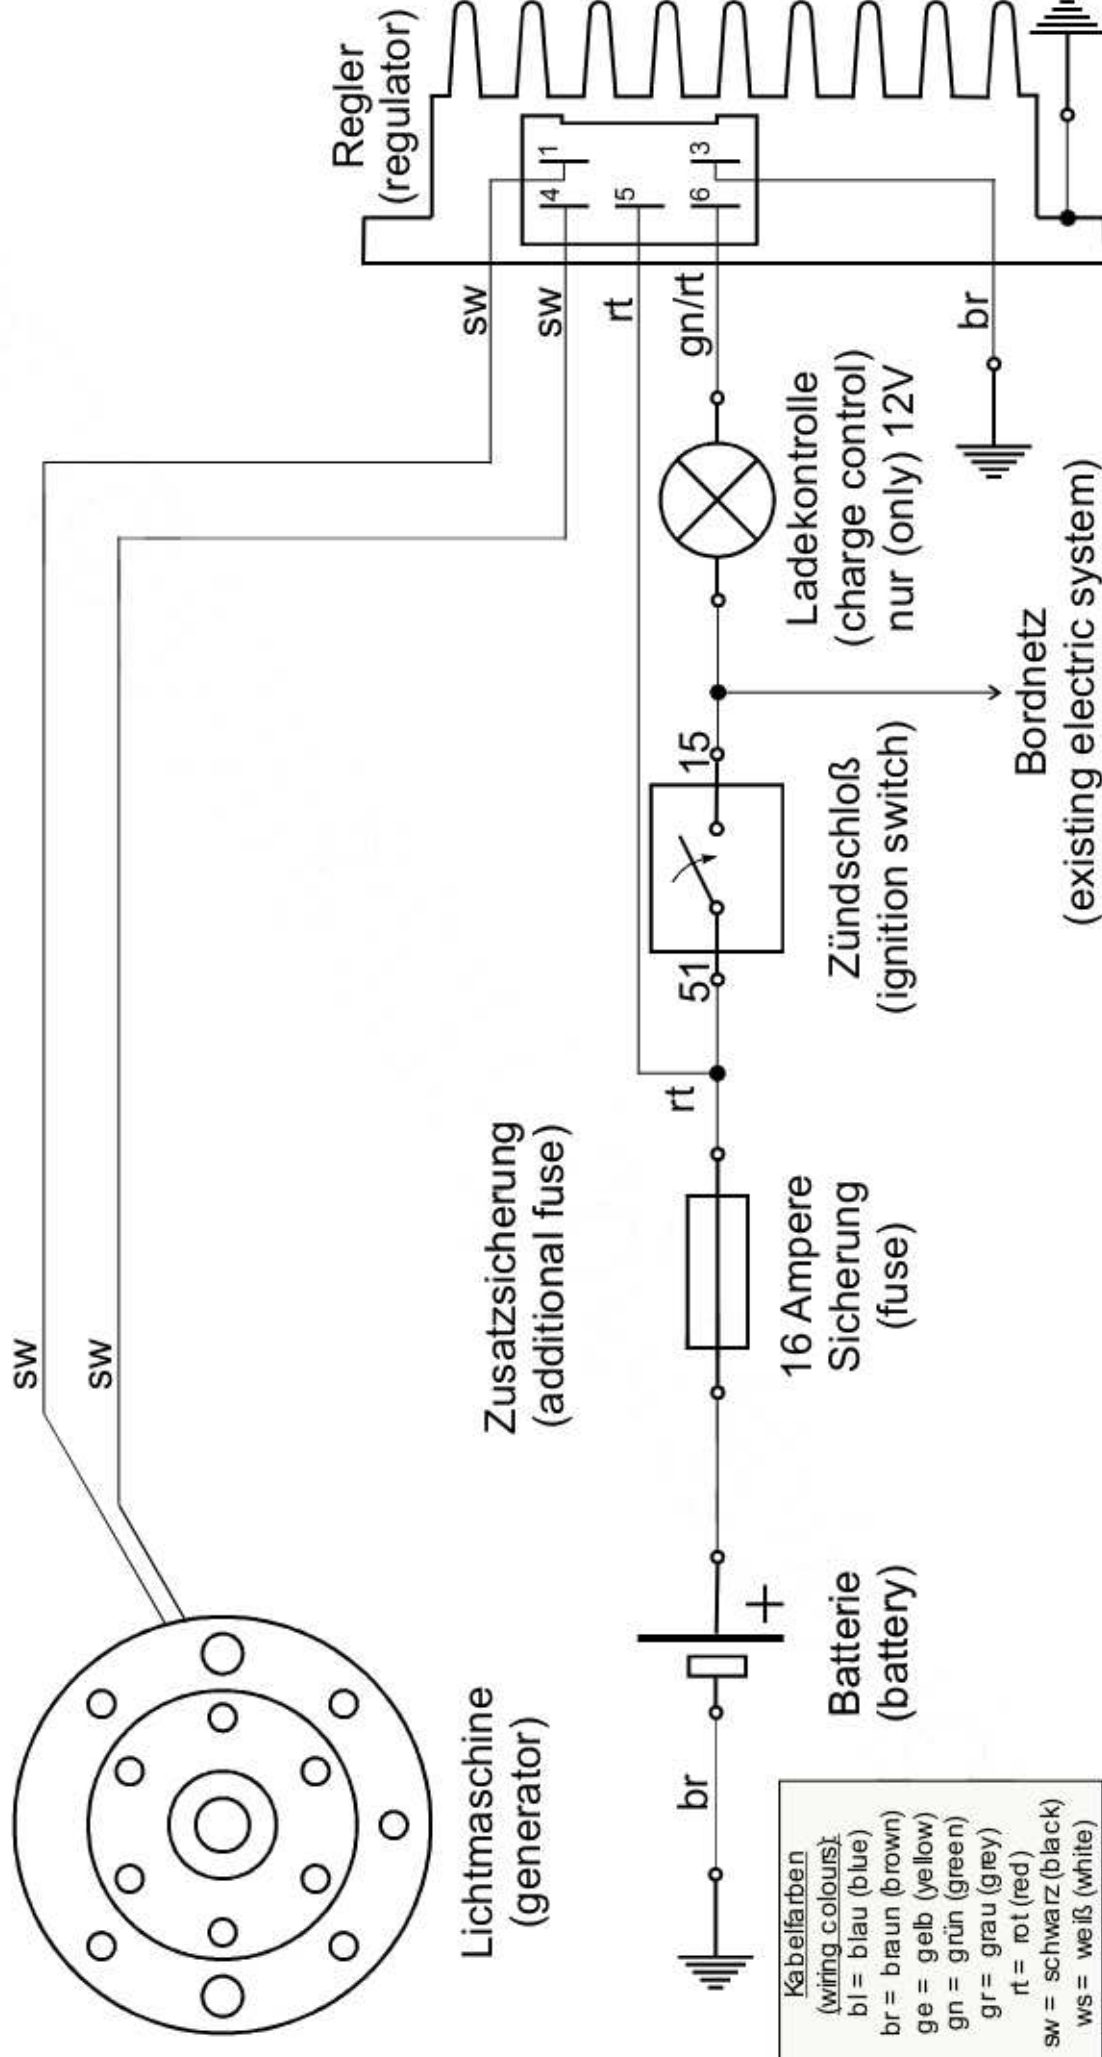 Regler
(regulator)
1
4
5
3
6
sw
sw
rt
gn/rt
br
Ladekontrolle
(charge control)
nur (only) 12V
Bordnetz
(existing electric system)
15
51
Zündschloß
(ignition switch)
rt
Zusatzsicherung
(additional fuse)
16 Ampere
Sicherung
(fuse)
sw
sw
Lichtmaschine
(generator)
+
Batterie
(battery)
br
Kabelfarben
(wiring colours):
bl = blau (blue)
br = braun (brown)
ge = gelb (yellow)
gn = grün (green)
gr = grau (grey)
rt = rot (red)
sw = schwarz (black)
ws = weiß (white)